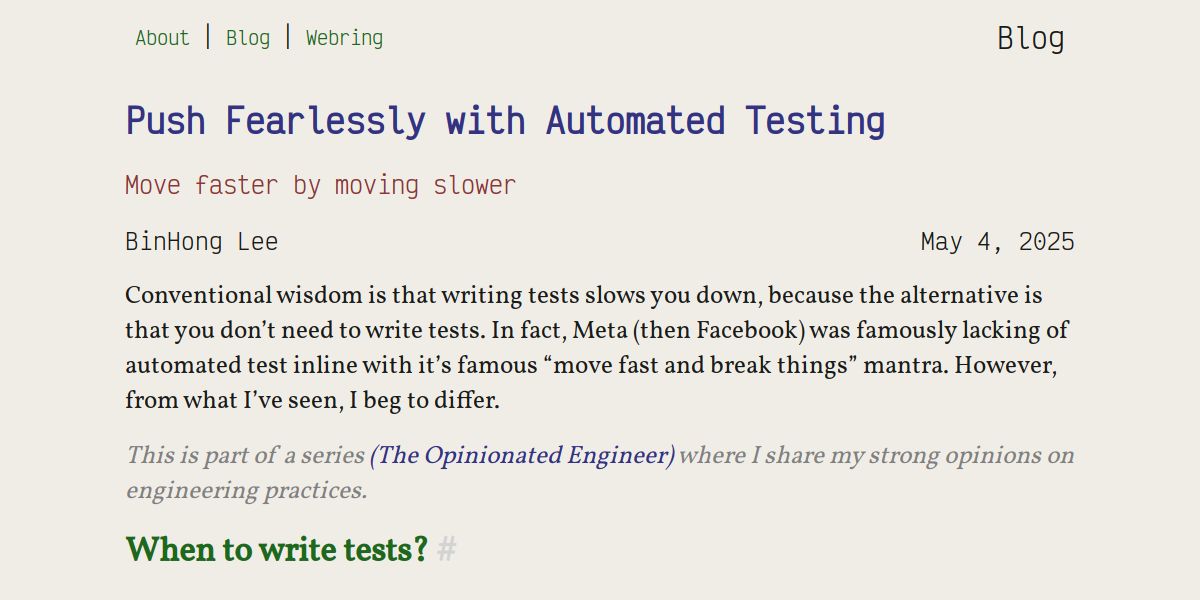 About | Blog | Webring
Blog
Push Fearlessly with Automated Testing
Move faster by moving slower
BinHong Lee
May 4, 2025
Conventional wisdom is that writing tests slows you down, because the alternative is
that you don’t need to write tests. In fact, Meta (then Facebook) was famously lacking of
automated test inline with it’s famous “move fast and break things” mantra. However,
from what I’ve seen, I beg to differ.
This is part of a series (The Opinionated Engineer) where I share my strong opinions on
engineering practices.
When to write tests? #